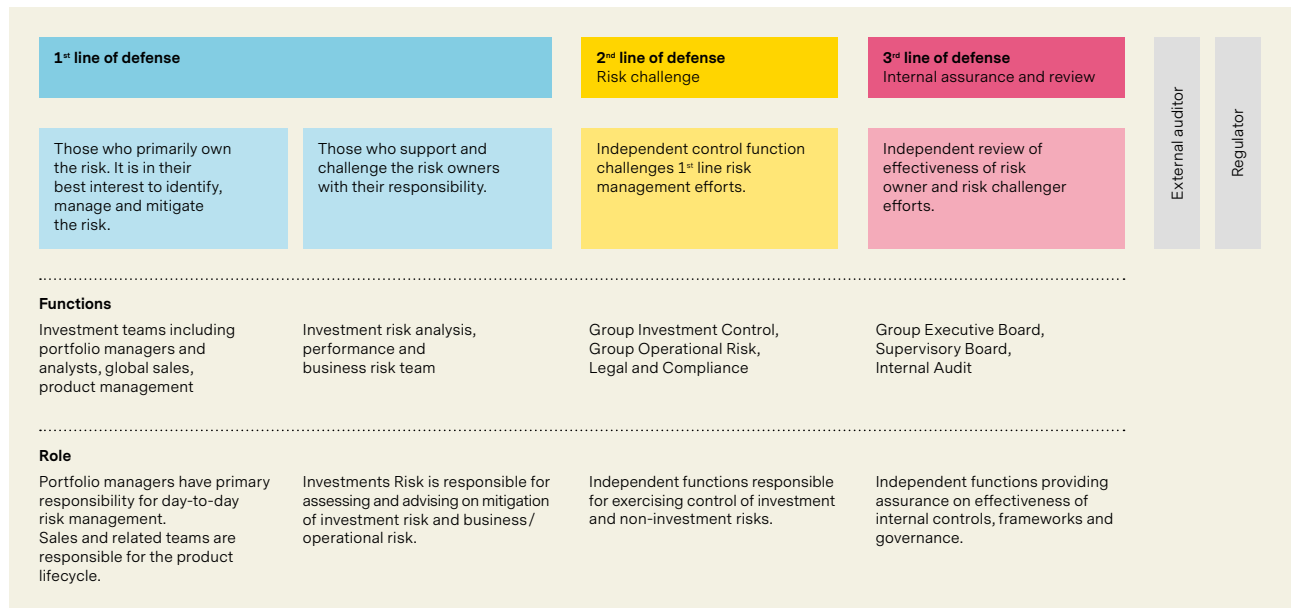 1st line of defense
2nd line of defense
Risk challenge
3rd line of defense
Internal assurance and review
External auditor
Regulator
Those who primarily own
the risk. It is in their
best interest to identify,
manage and mitigate
the risk.
Those who support and
challenge the risk owners
with their responsibility.
Independent control function
challenges 1st line risk
management efforts.
Independent review of
effectiveness of risk
owner and risk challenger
efforts.
Functions
Investment teams including
portfolio managers and
analysts, global sales,
product management
Investment risk analysis,
performance and
business risk team
Group Investment Control,
Group Operational Risk,
Legal and Compliance
Group Executive Board,
Supervisory Board,
Internal Audit
Role
Portfolio managers have primary
responsibility for day-to-day
risk management.
Sales and related teams are
responsible for the product
lifecycle.
Investments Risk is responsible for
assessing and advising on mitigation
of investment risk and business/
operational risk.
Independent functions responsible
for exercising control of investment
and non-investment risks.
Independent functions providing
assurance on effectiveness of
internal controls, frameworks and
governance.